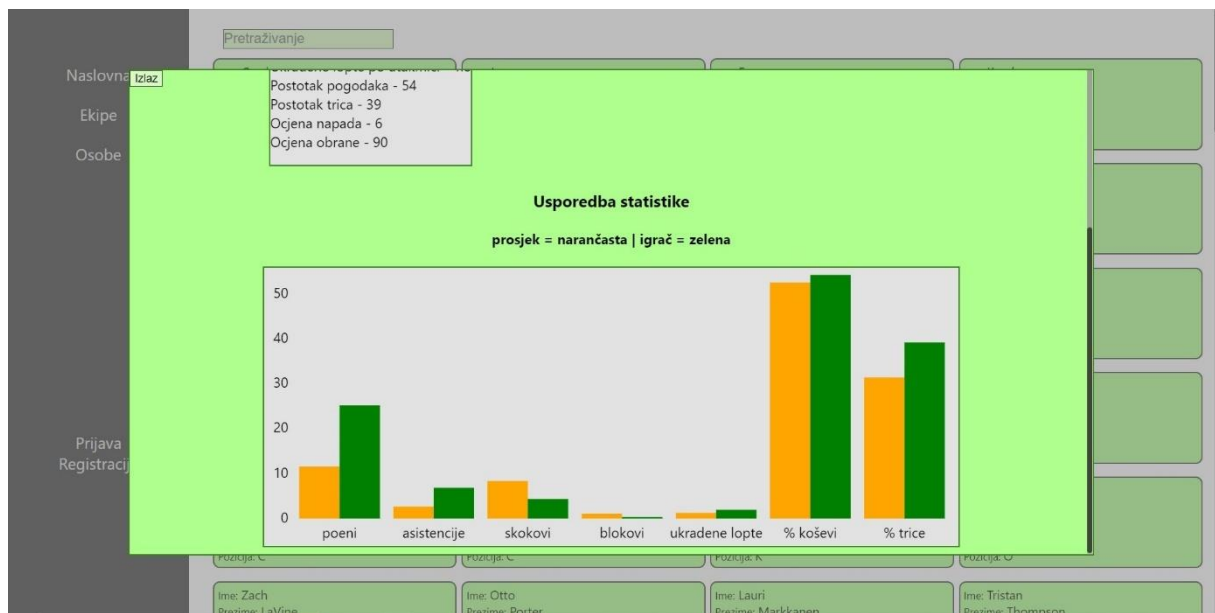 Pretraživanje
Naslovna
Ekipe
Osobe
Prijava
Registracij
Izlaz
Postotak pogodaka - 54
Postotak trica - 39
Ocjena napada - 6
Ocjena obrane - 90
Usporedba statistike
prosjek = narančasta | igrač = zelena
50
40
30
20
10
0
poeni asistencije skokovi blokovi ukradene lopte % koševi % trice
Pozicija: C Pozicija: C Pozicija: K Pozicija: O
Ime: Zach Ime: Otto Ime: Lauri Ime: Tristan
Prezime: LaVine Prezime: Porter Prezime: Markkanen Prezime: Thompson